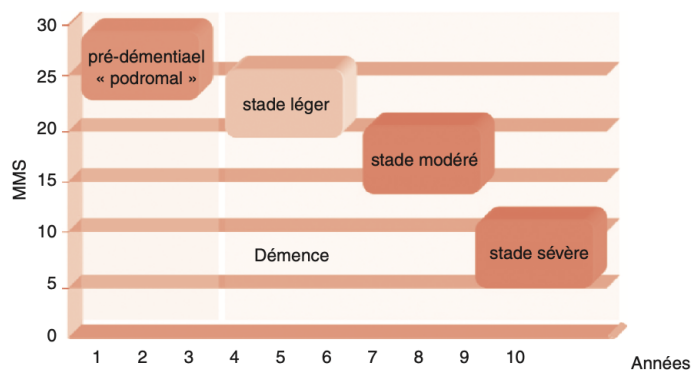 30
pré-démentiael
« podromal »
25
stade léger
20
stade modéré
15
MMS
10
Démence
stade sévère
5
0
1 2 3 4 5 6 7 8 9 10
Années